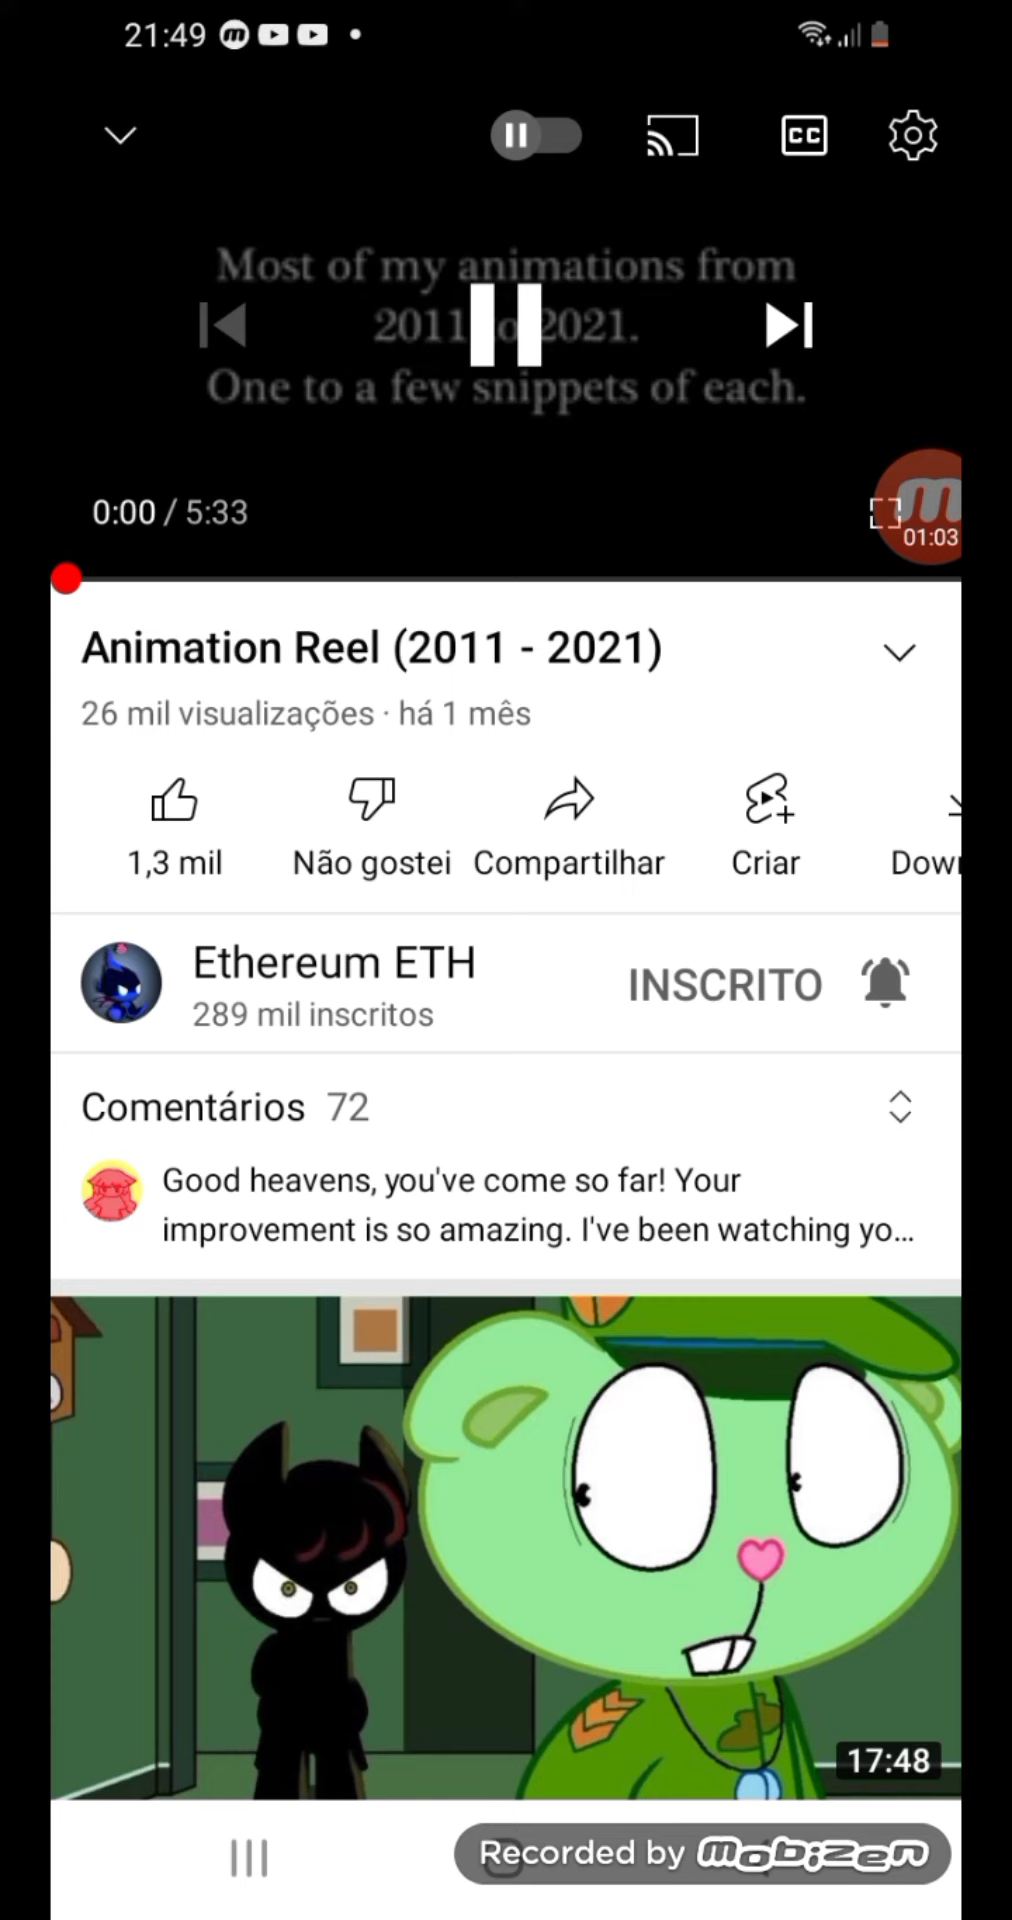 21:49
CC
Most of my animations from
2011 to 2021.
One to a few snippets of each.
0:00 / 5:33
m
01:03
Animation Reel (2011 - 2021)
26 mil visualizações · há 1 mês
1,3 mil
Não gostei
Compartilhar
Criar
Dow
Ethereum ETH
289 mil inscritos
INSCRITO
Comentários 72
Good heavens, you've come so far! Your
improvement is so amazing. I've been watching yo...
17:48
Recorded by mobizen